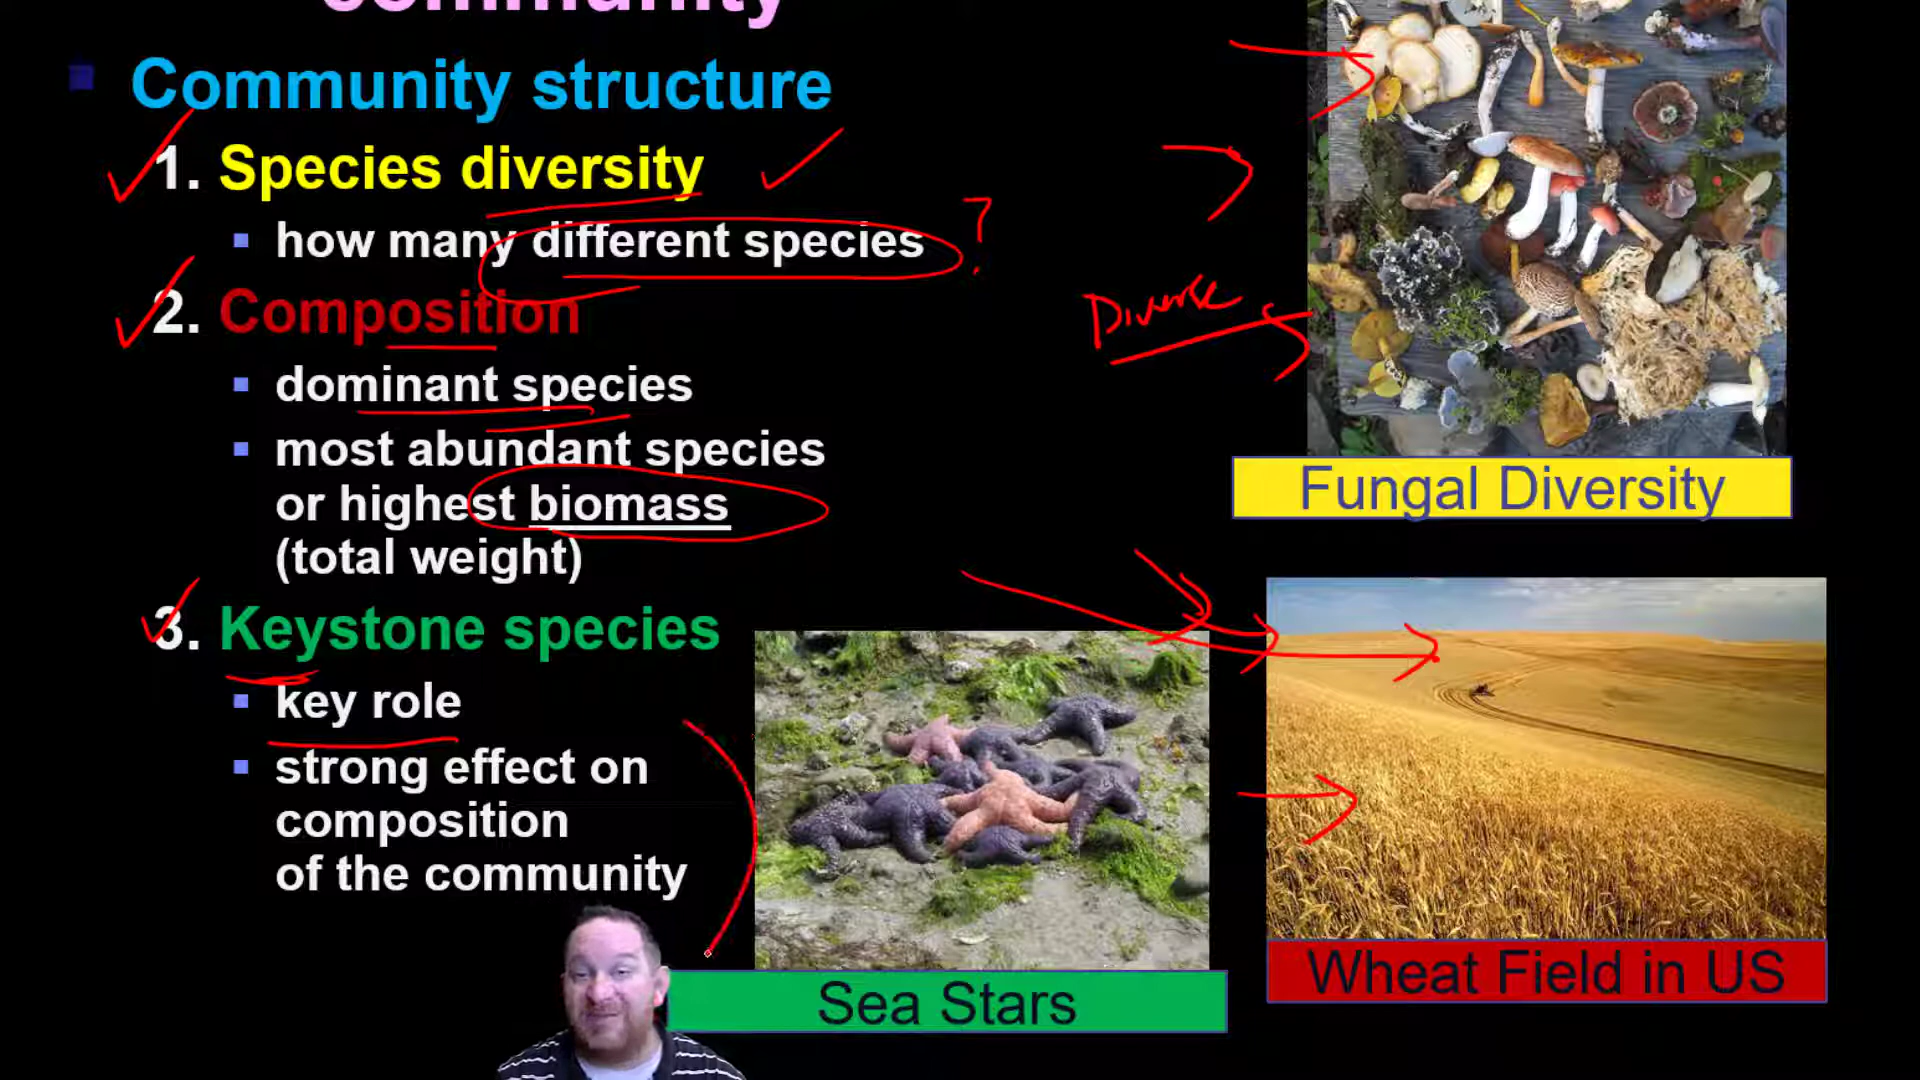 community
Community structure
1. Species diversity
how many different species ?
2. Composition
dominant species
most abundant species
or highest biomass
(total weight)
3. Keystone species
key role
strong effect on
composition
of the community
Diverse
Fungal Diversity
Sea Stars
Wheat Field in US